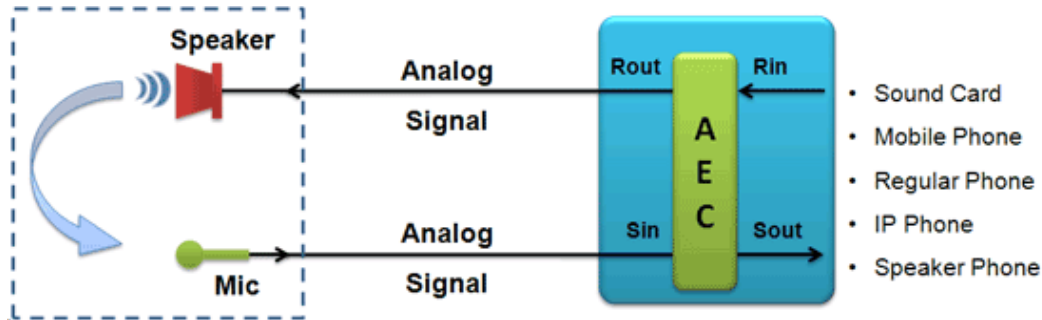 Speaker
Analog
Signal
Rout
Rin
A
E
C
Analog
Signal
Sin
Sout
Mic
• Sound Card
• Mobile Phone
• Regular Phone
• IP Phone
• Speaker Phone